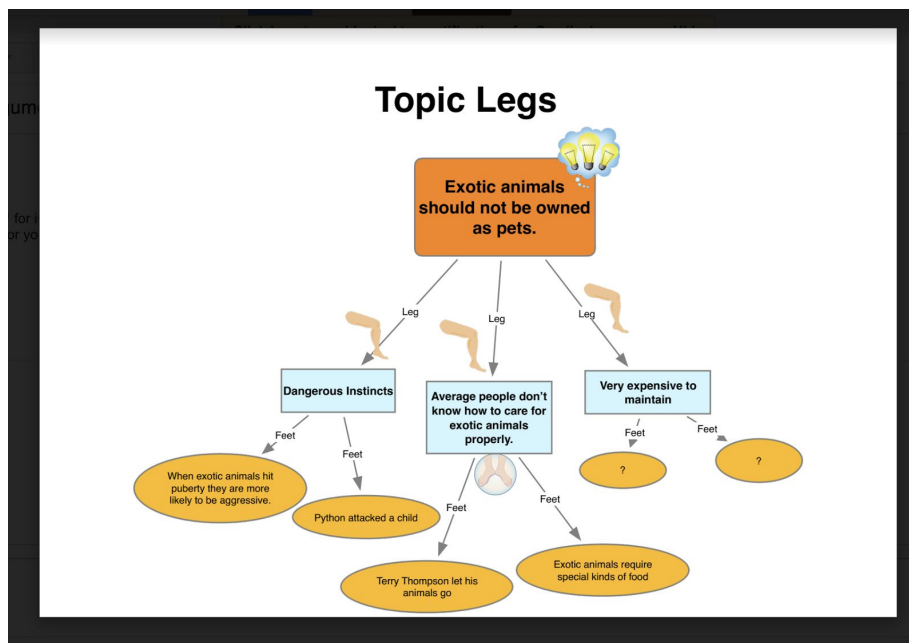 Topic Legs
Exotic animals
should not be owned
as pets.
Leg
Leg
Leg
Dangerous Instincts
Average people don't
know how to care for
exotic animals
properly.
Very expensive to
maintain
Feet
Feet
Feet
Feet
Feet
Feet
When exotic animals hit
puberty they are more
likely to be aggressive.
Python attacked a child
Terry Thompson let his
animals go
Exotic animals require
special kinds of food
?
?
for i
or yo